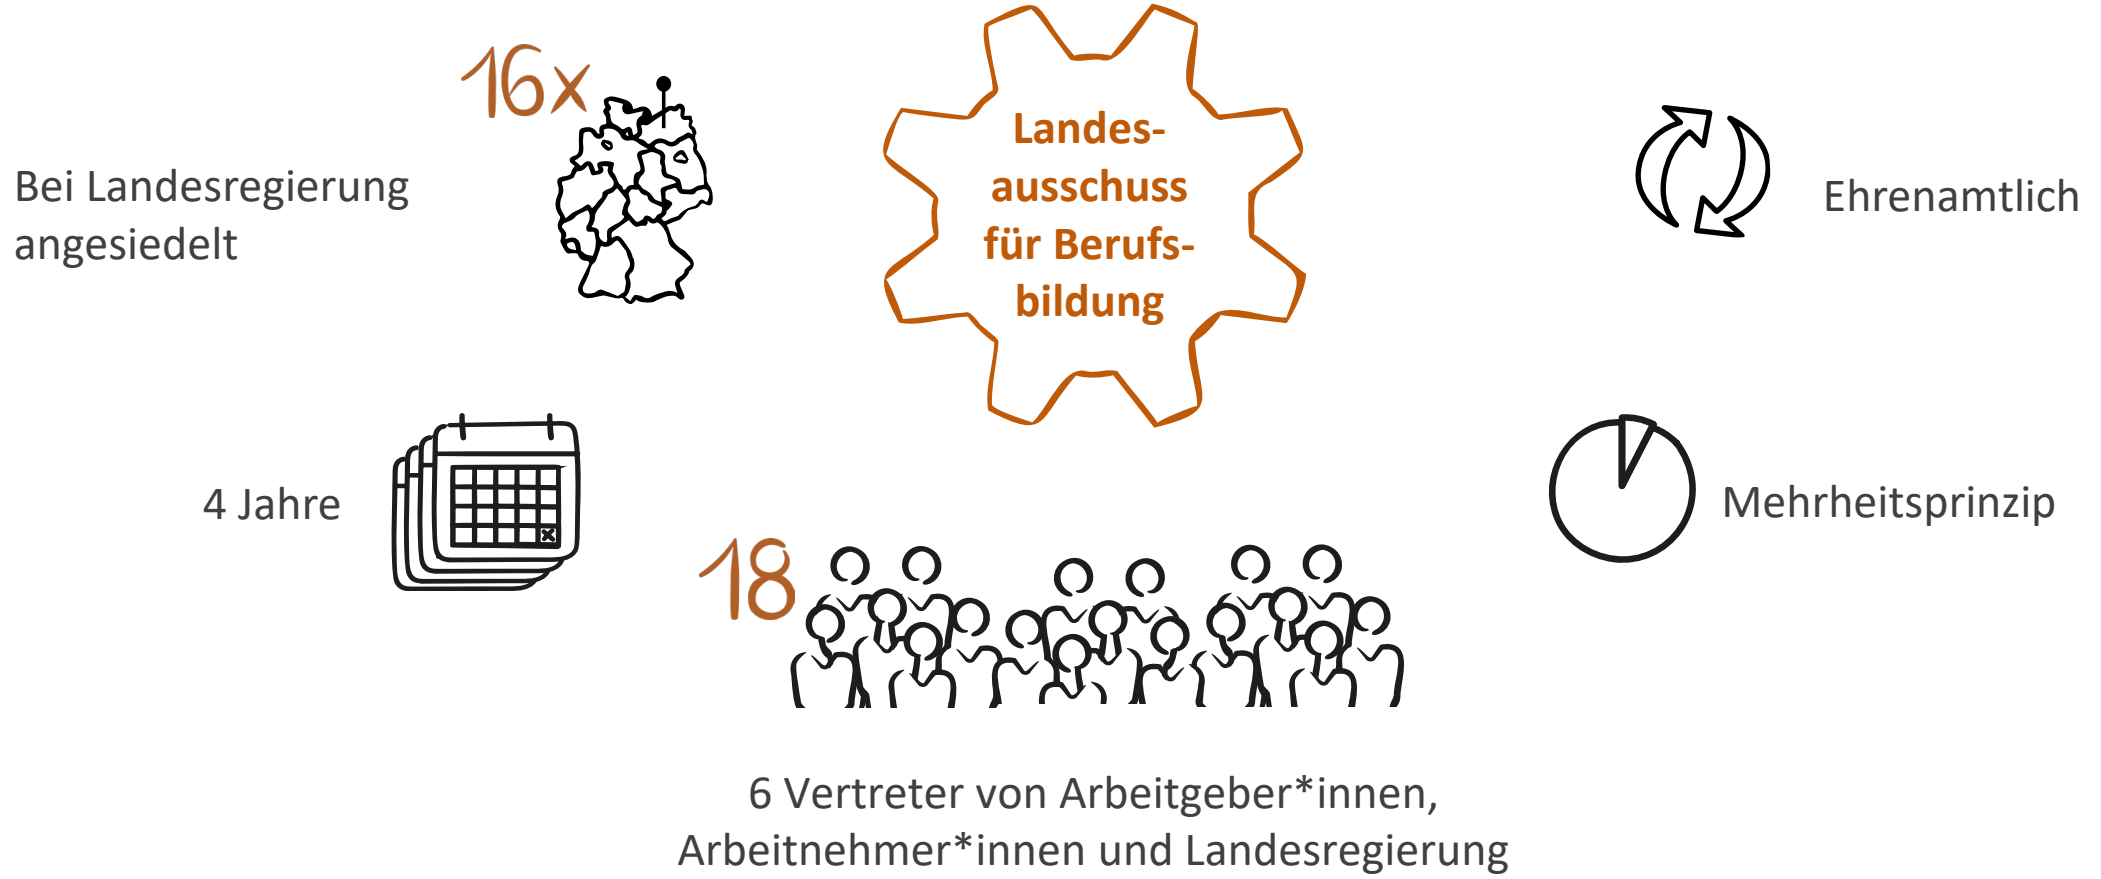 16x
Landes-
ausschuss
für Berufs-
bildung
Bei Landesregierung
angesiedelt
Ehrenamtlich
4 Jahre
Mehrheitsprinzip
18
6 Vertreter von Arbeitgeber*innen,
Arbeitnehmer*innen und Landesregierung